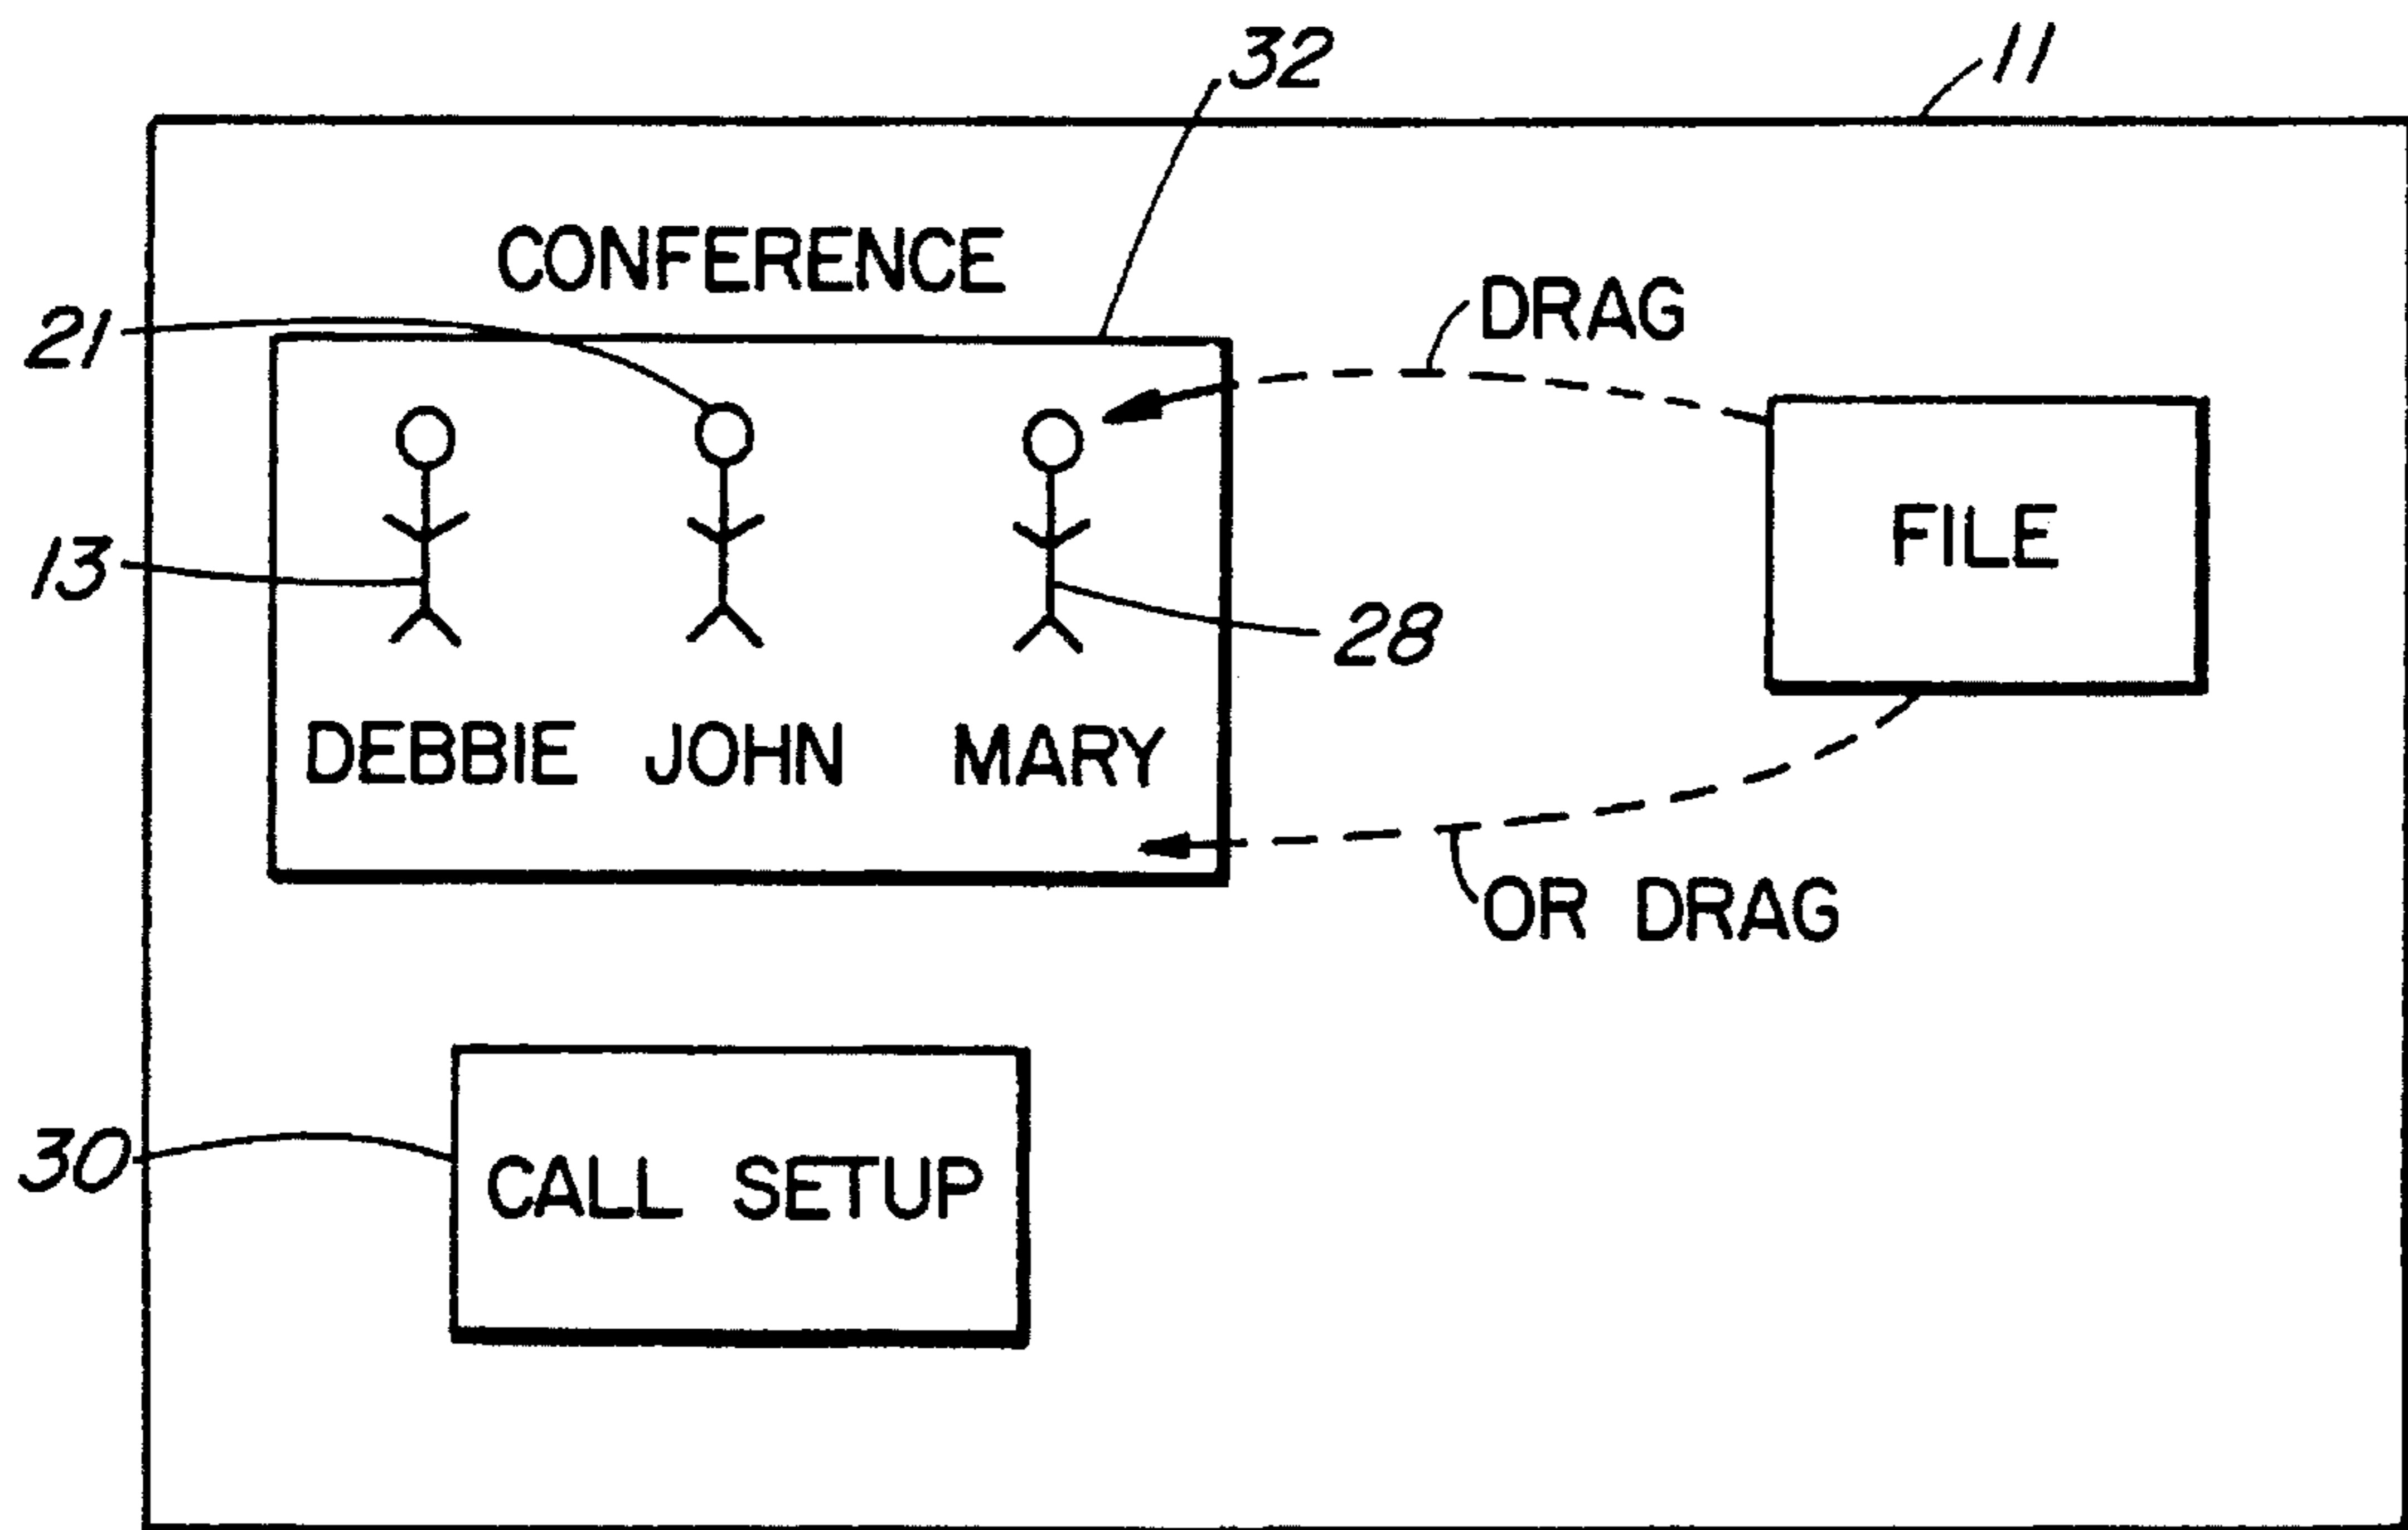 32
11
CONFERENCE
21
DRAG
FILE
13
28
DEBBIE JOHN MARY
OR DRAG
30
CALL SETUP